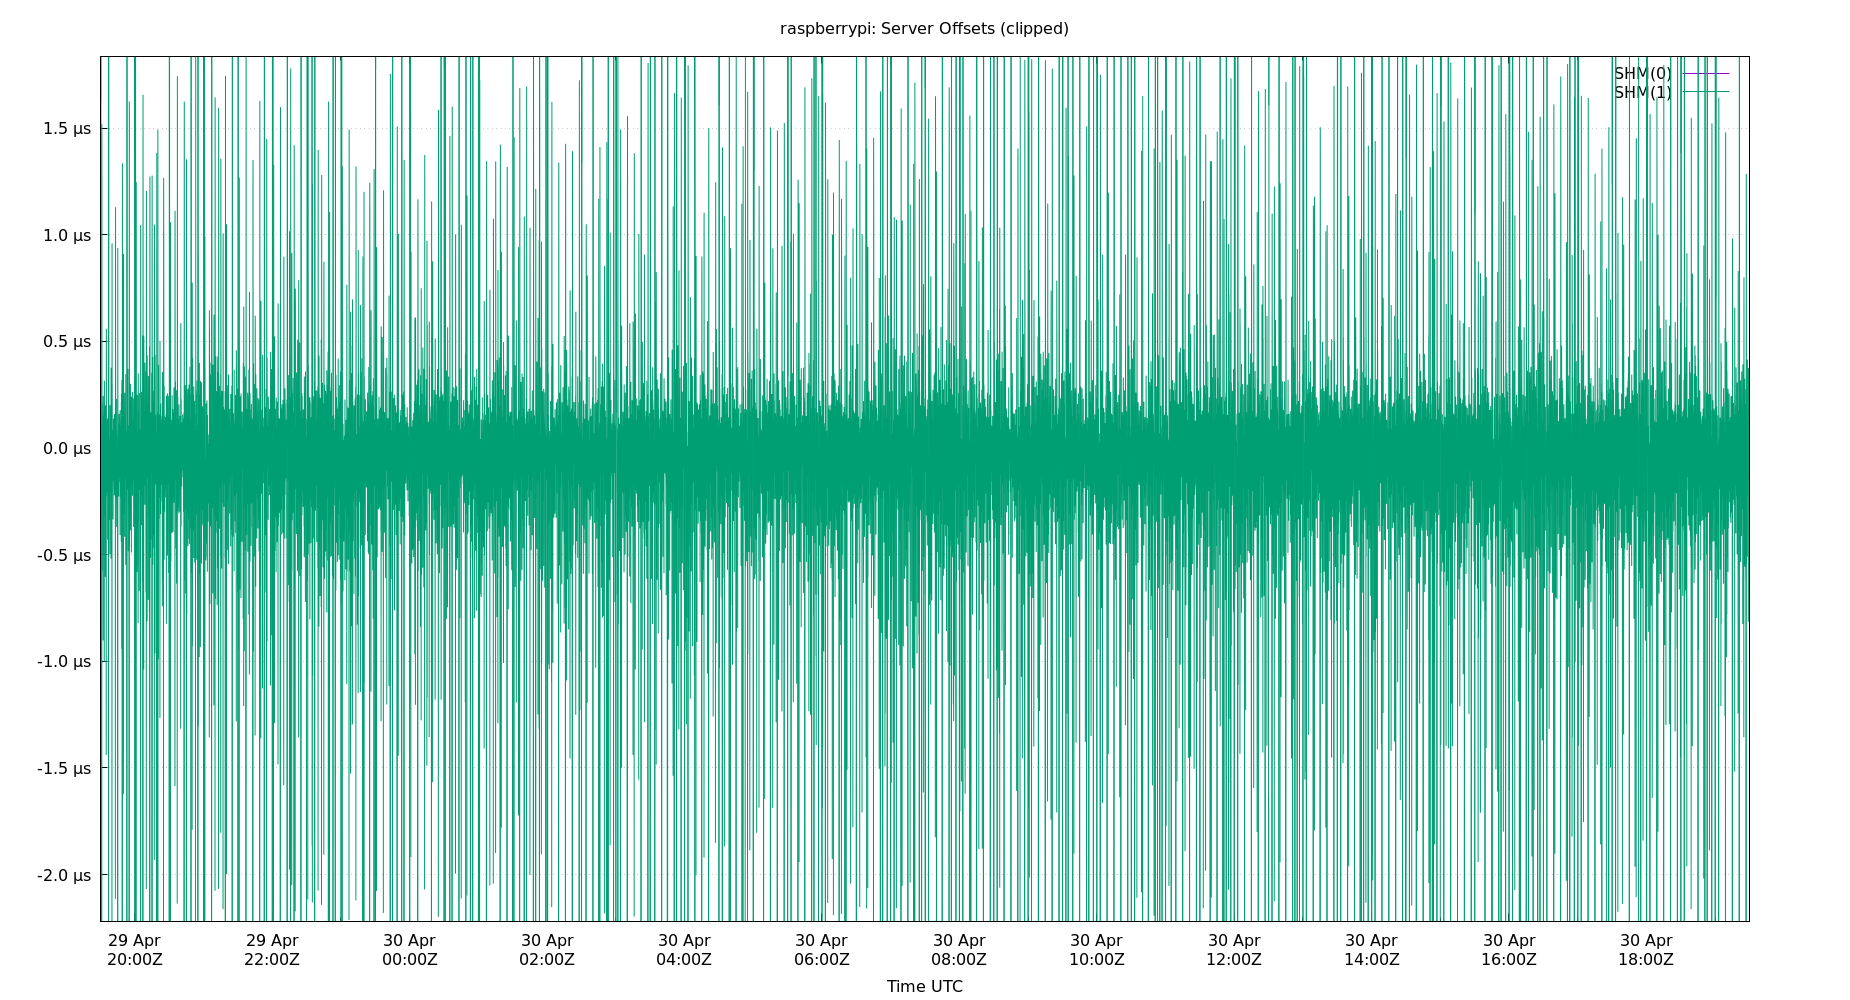 raspberrypi: Server Offsets (clipped)
SHM(0)
SHM(1)
1.5 µs
1.0 µs
0.5 µs
0.0 µs
-0.5 µs
-1.0 µs
-1.5 µs
-2.0 µs
29 Apr 29 Apr 30 Apr 30 Apr 30 Apr 30 Apr 30 Apr 30 Apr 30 Apr 30 Apr 30 Apr 30 Apr
20:00Z 22:00Z 00:00Z 02:00Z 04:00Z 06:00Z 08:00Z 10:00Z 12:00Z 14:00Z 16:00Z 18:00Z
Time UTC